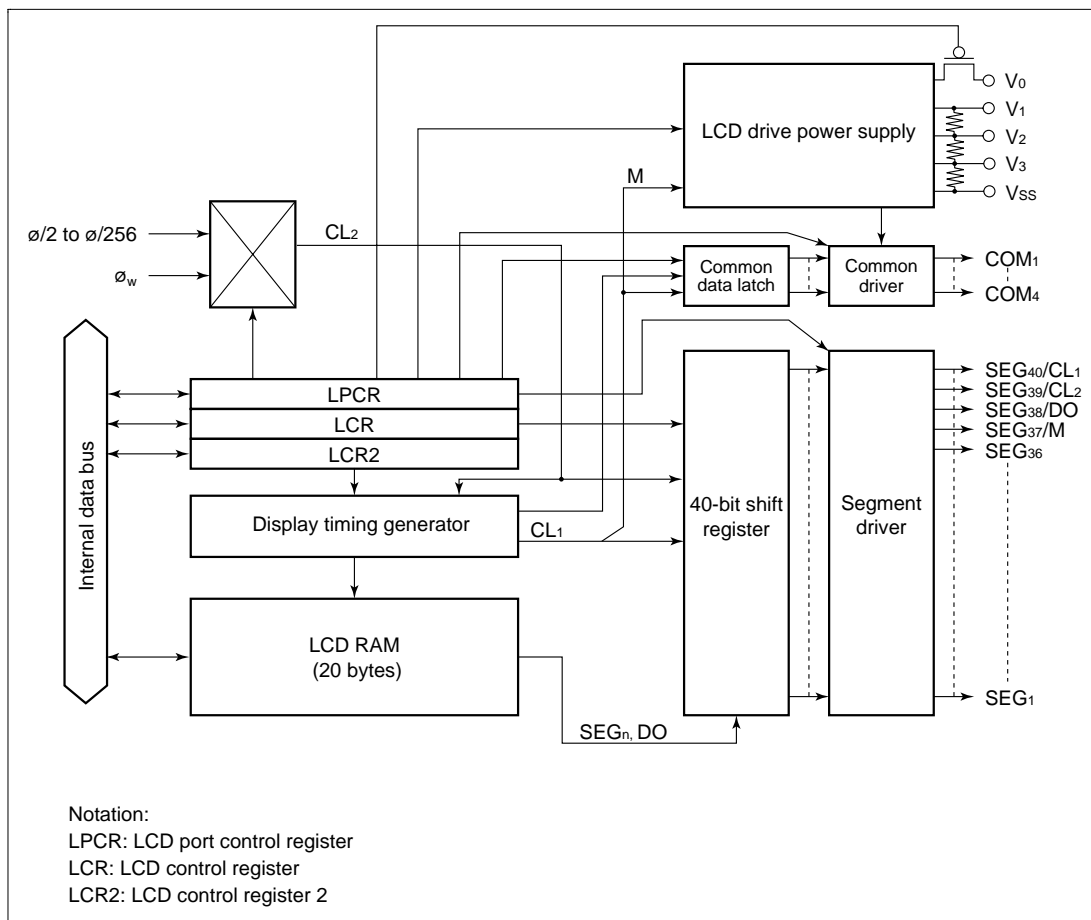 V0
V1
LCD drive power supply
V2
V3
M
VSS
ø/2 to ø/256
CL2
øw
Common
data latch
Common
driver
COM1
COM4
Internal data bus
LPCR
LCR
LCR2
Display timing generator
CL1
40-bit shift
register
Segment
driver
SEG40/CL1
SEG39/CL2
SEG38/DO
SEG37/M
SEG36
SEG1
LCD RAM
(20 bytes)
SEGn, DO
Notation:
LPCR: LCD port control register
LCR: LCD control register
LCR2: LCD control register 2